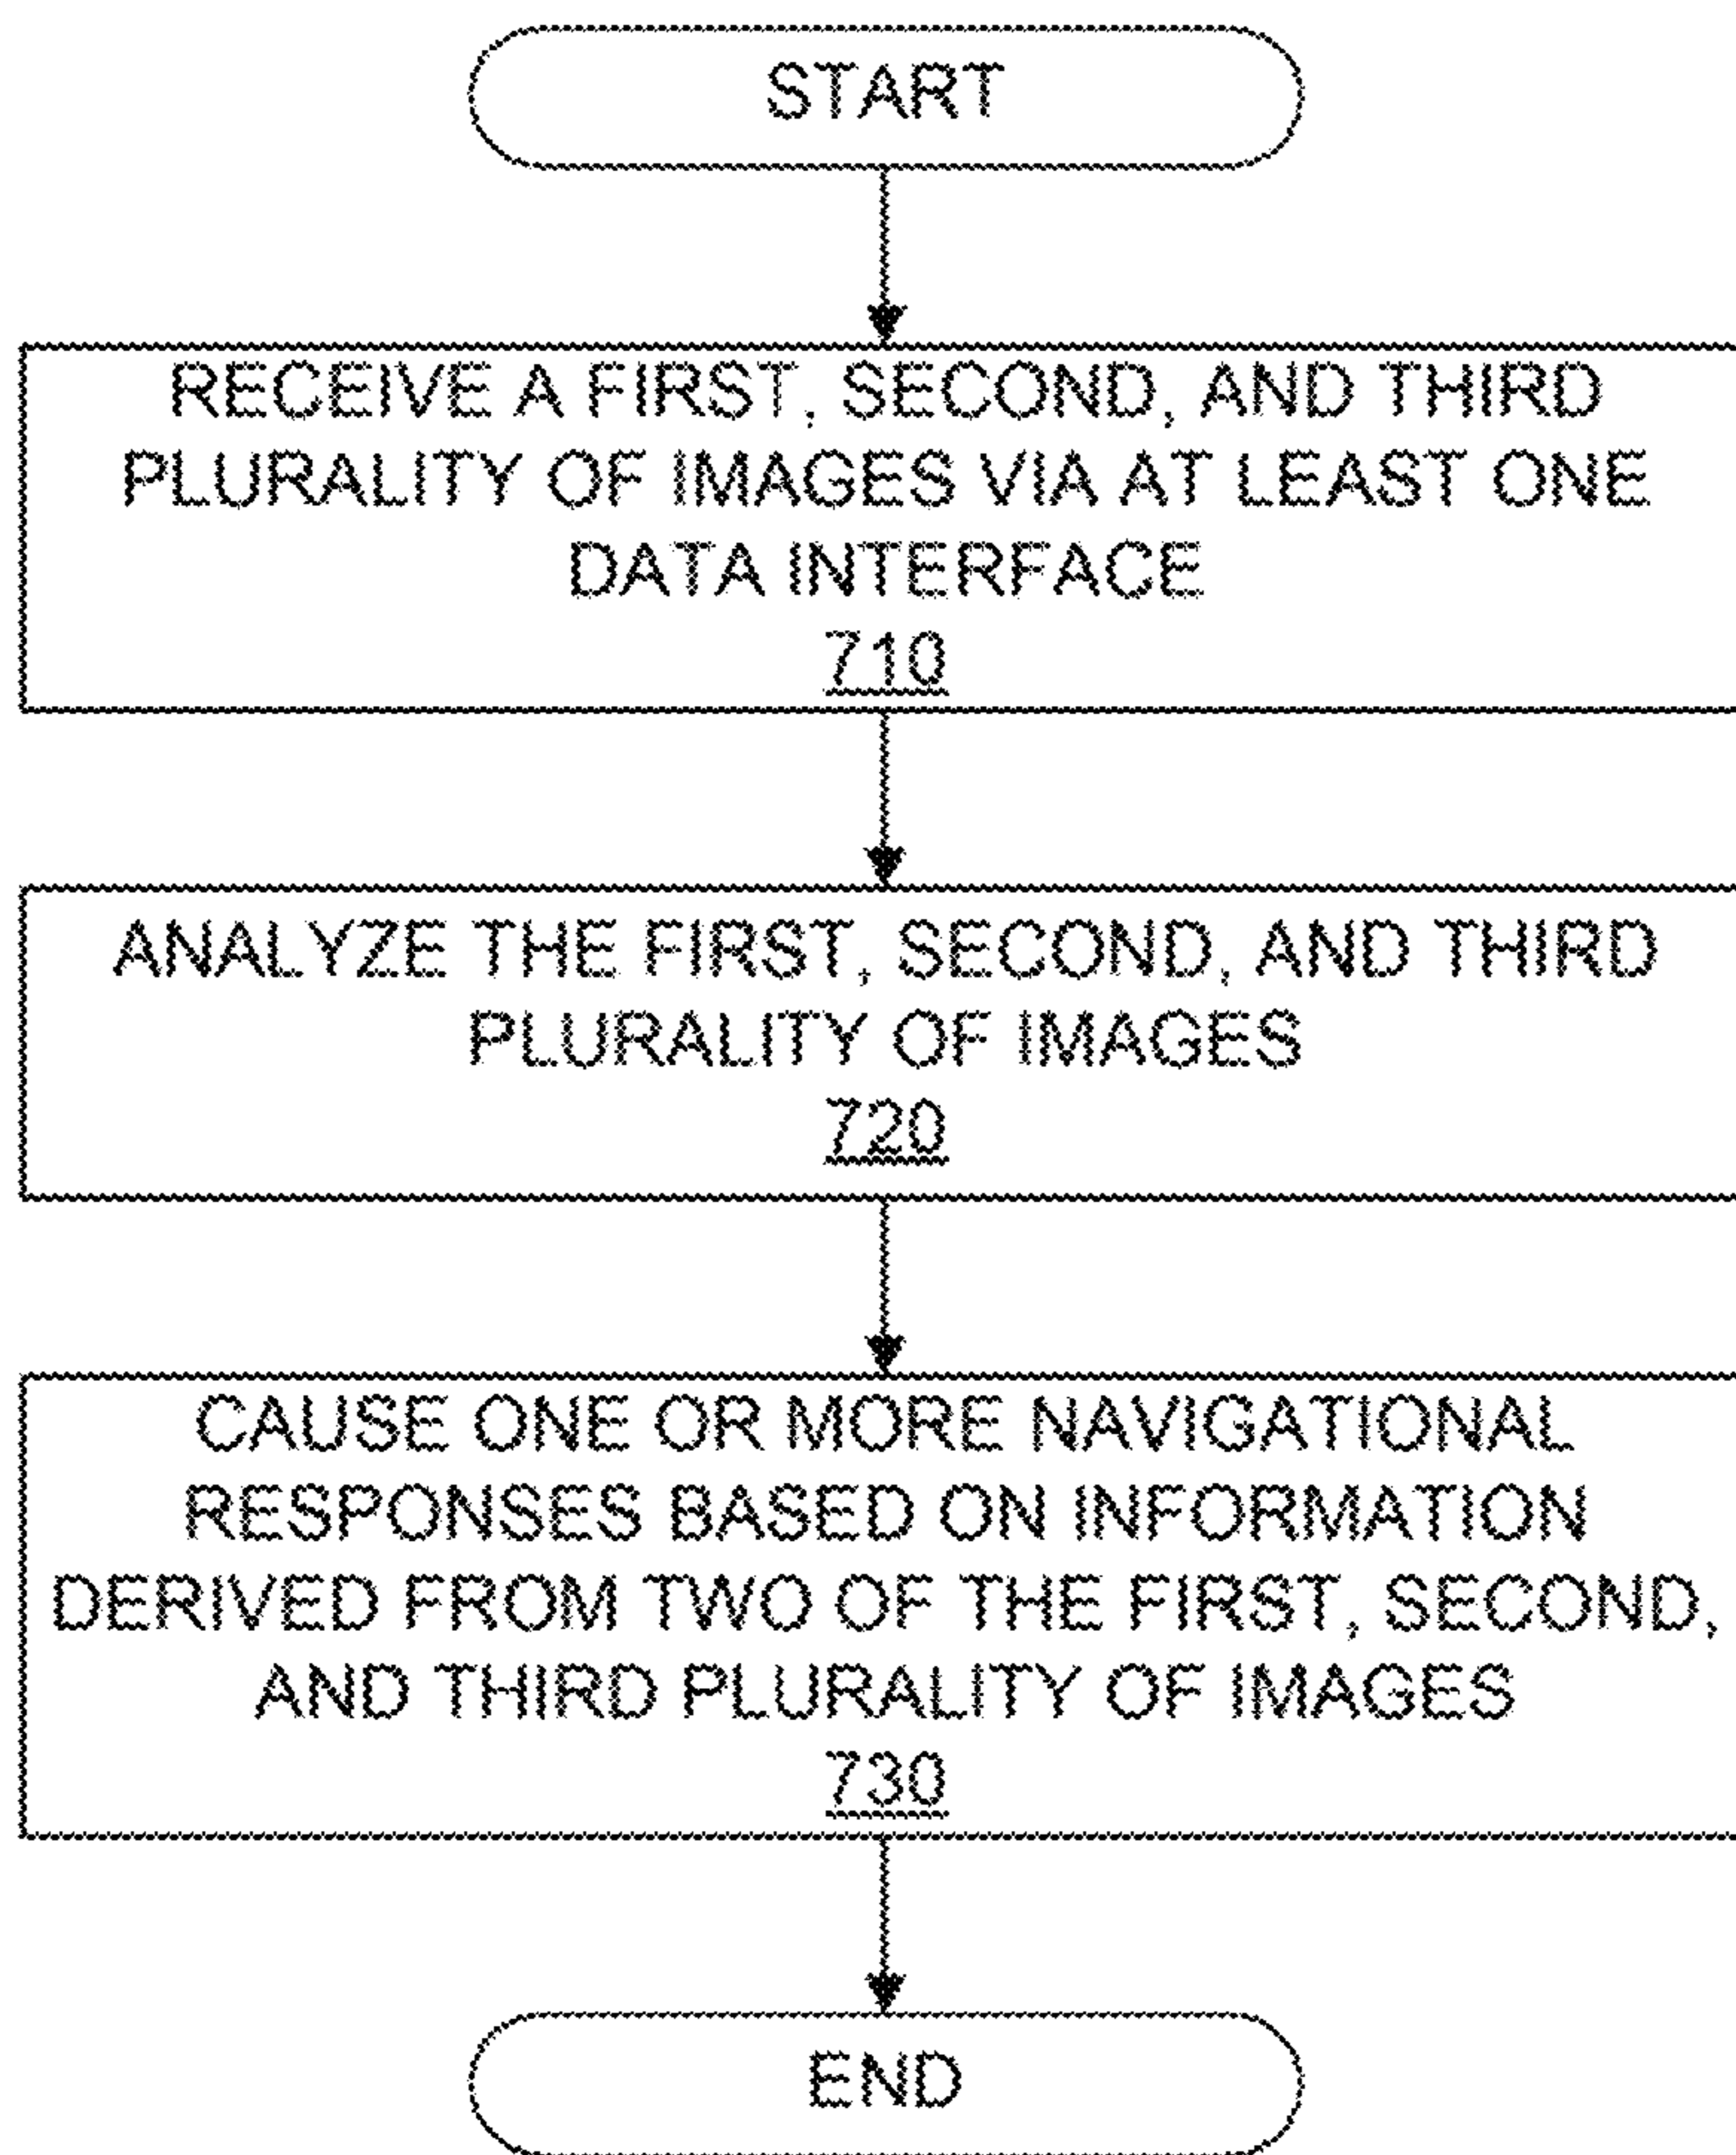 START
RECEIVE A FIRST, SECOND, AND THIRD
PLURALITY OF IMAGES VIA AT LEAST ONE
DATA INTERFACE
710
ANALYZE THE FIRST, SECOND, AND THIRD
PLURALITY OF IMAGES
720
CAUSE ONE OR MORE NAVIGATIONAL
RESPONSES BASED ON INFORMATION
DERIVED FROM TWO OF THE FIRST, SECOND,
AND THIRD PLURALITY OF IMAGES
730
END